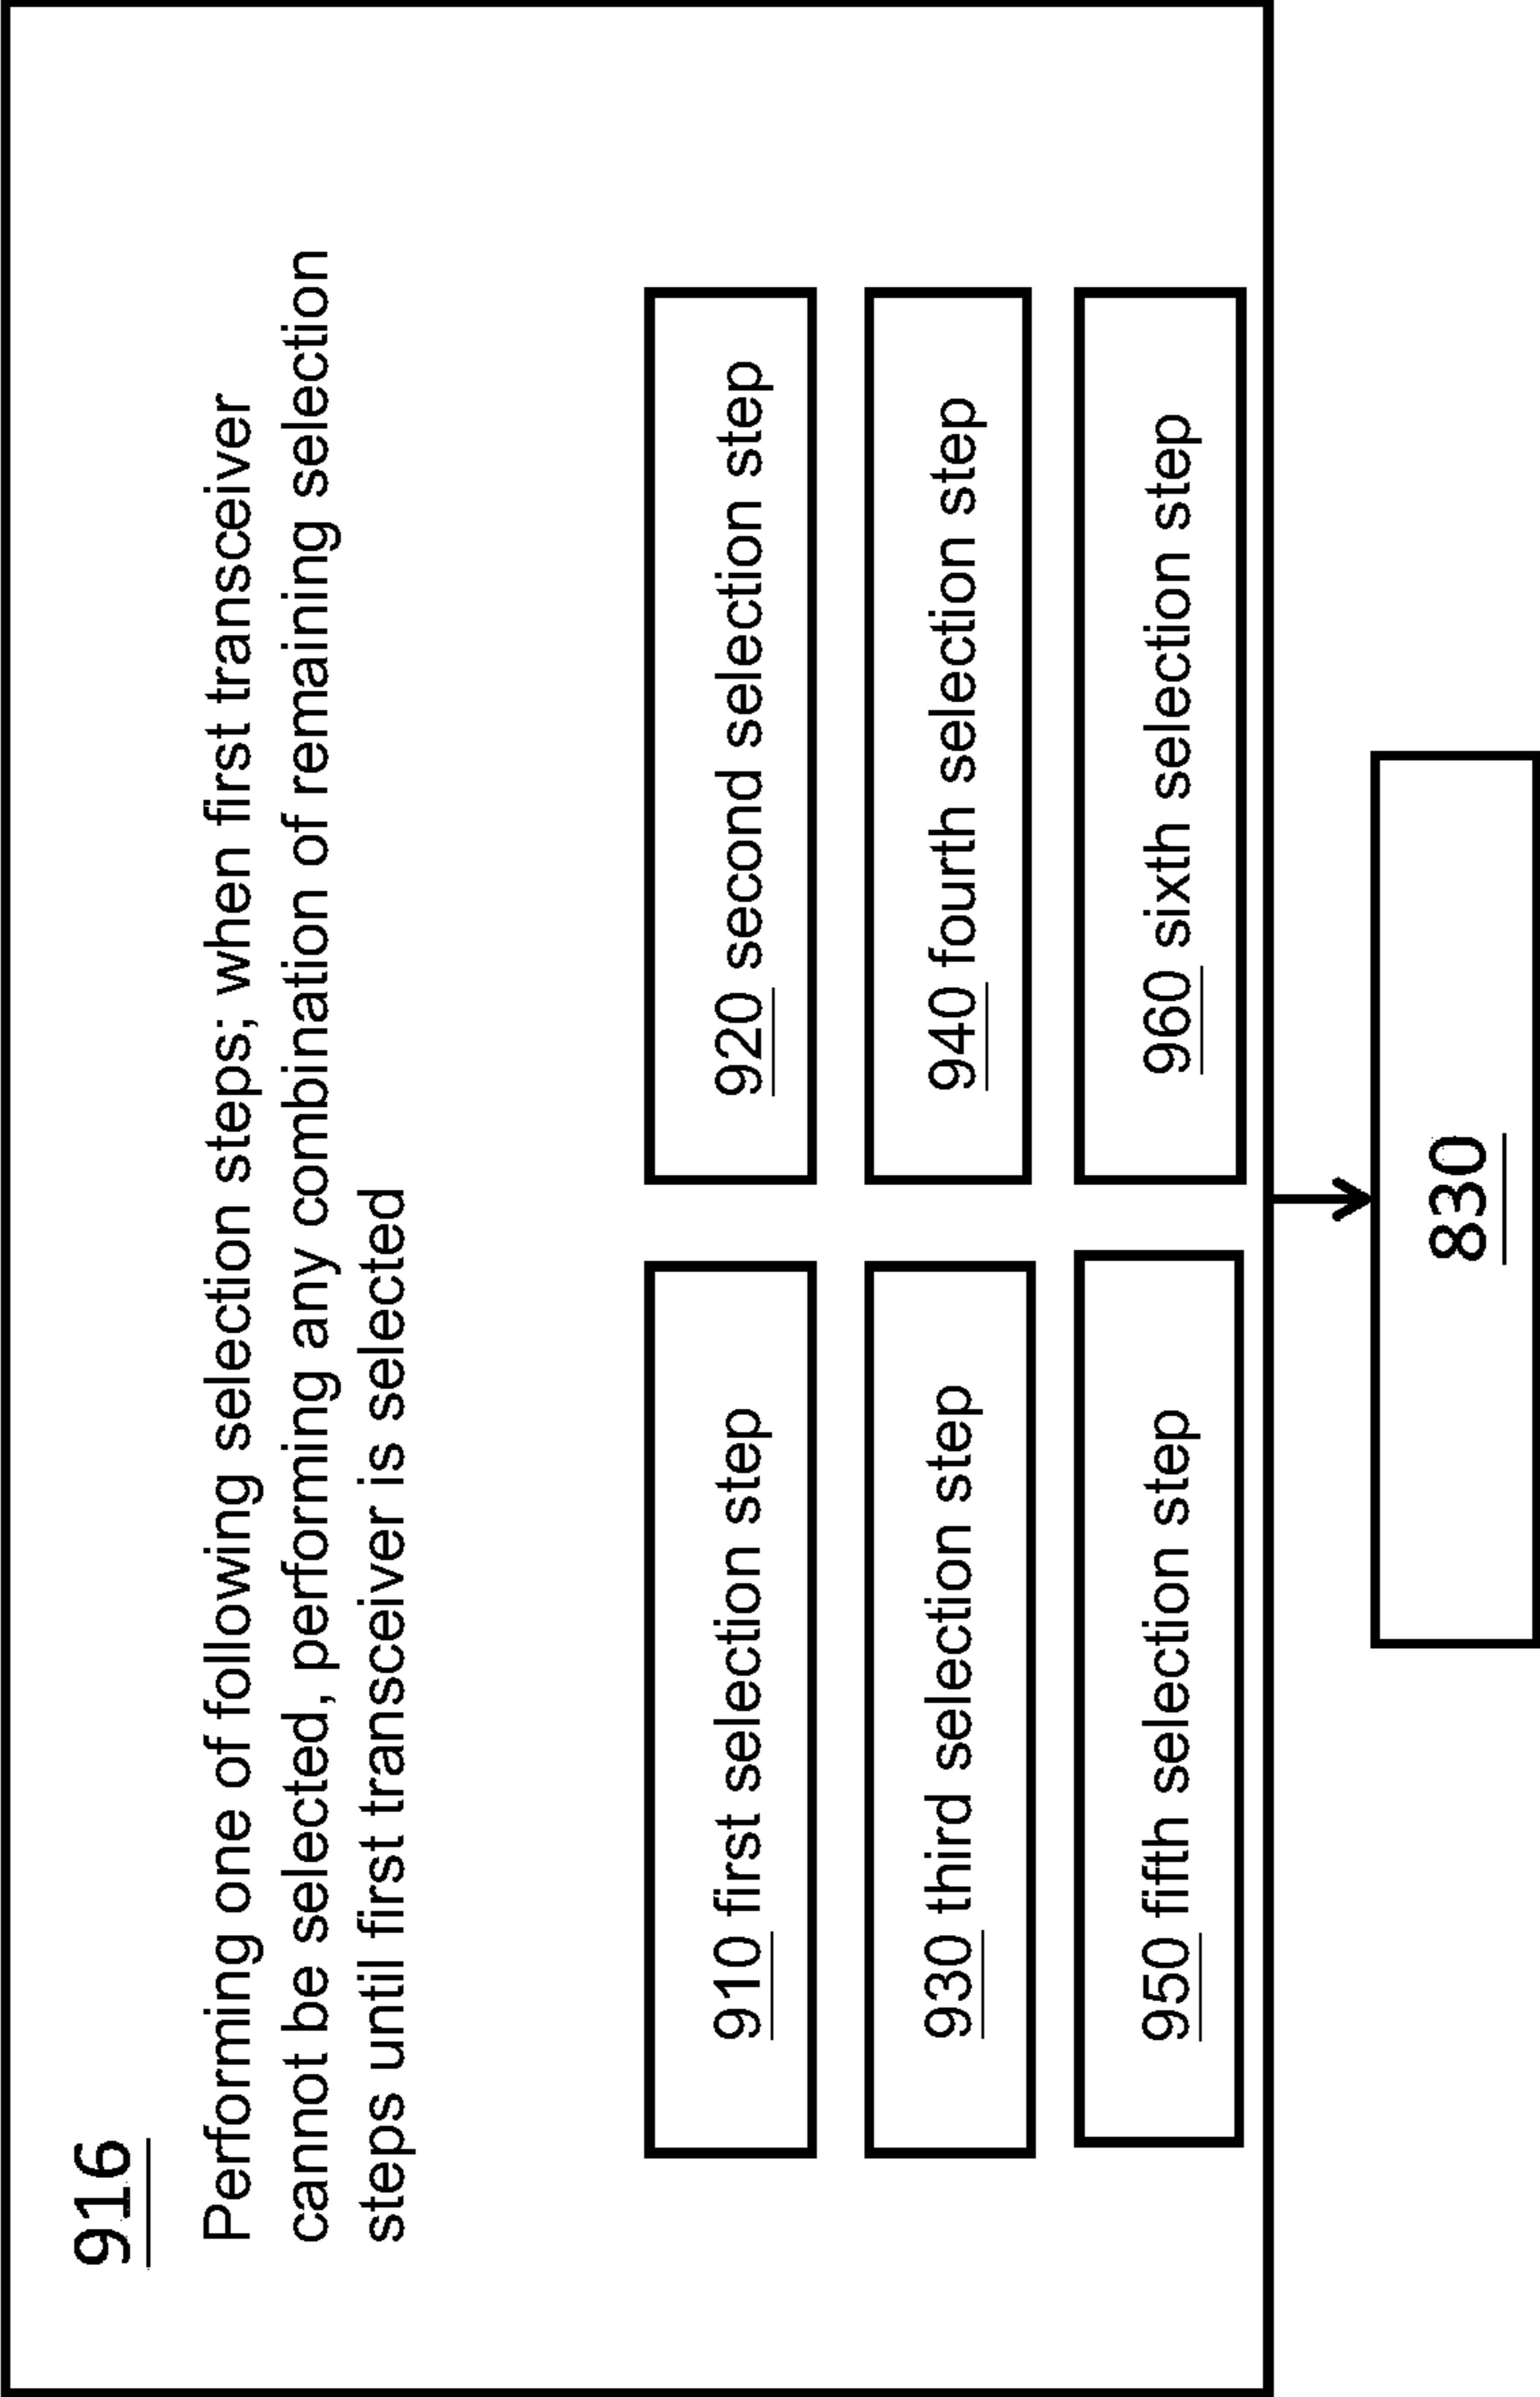 916
Performing one of following selection steps; when first transceiver
cannot be selected, performing any combination of remaining selection
steps until first transceiver is selected
910 first selection step
920 second selection step
930 third selection step
940 fourth selection step
950 fifth selection step
960 sixth selection step
830